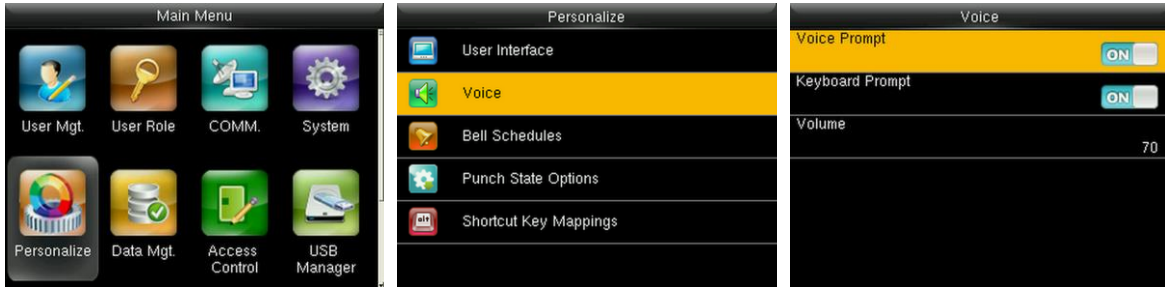 Main Menu
User Mgt.
User Role
COMM.
System
Personalize
Data Mgt.
Access
Control
USB
Manager
Personalize
User Interface
Voice
Bell Schedules
Punch State Options
alt
Shortcut Key Mappings
Voice
Voice Prompt
ON
Keyboard Prompt
ON
Volume
70